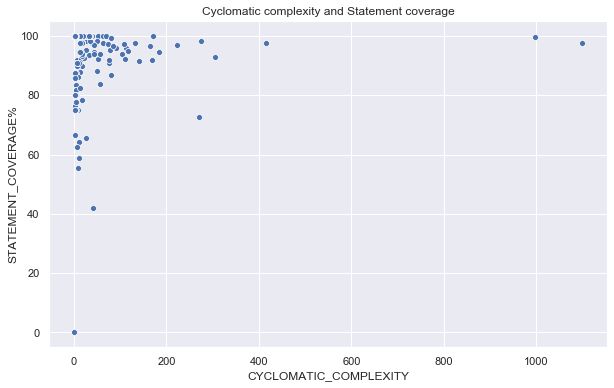 Cyclomatic complexity and Statement coverage
100
80
60
40
20
0
STATEMENT_COVERAGE%
0 200 400 600 800 1000
CYCLOMATIC_COMPLEXITY